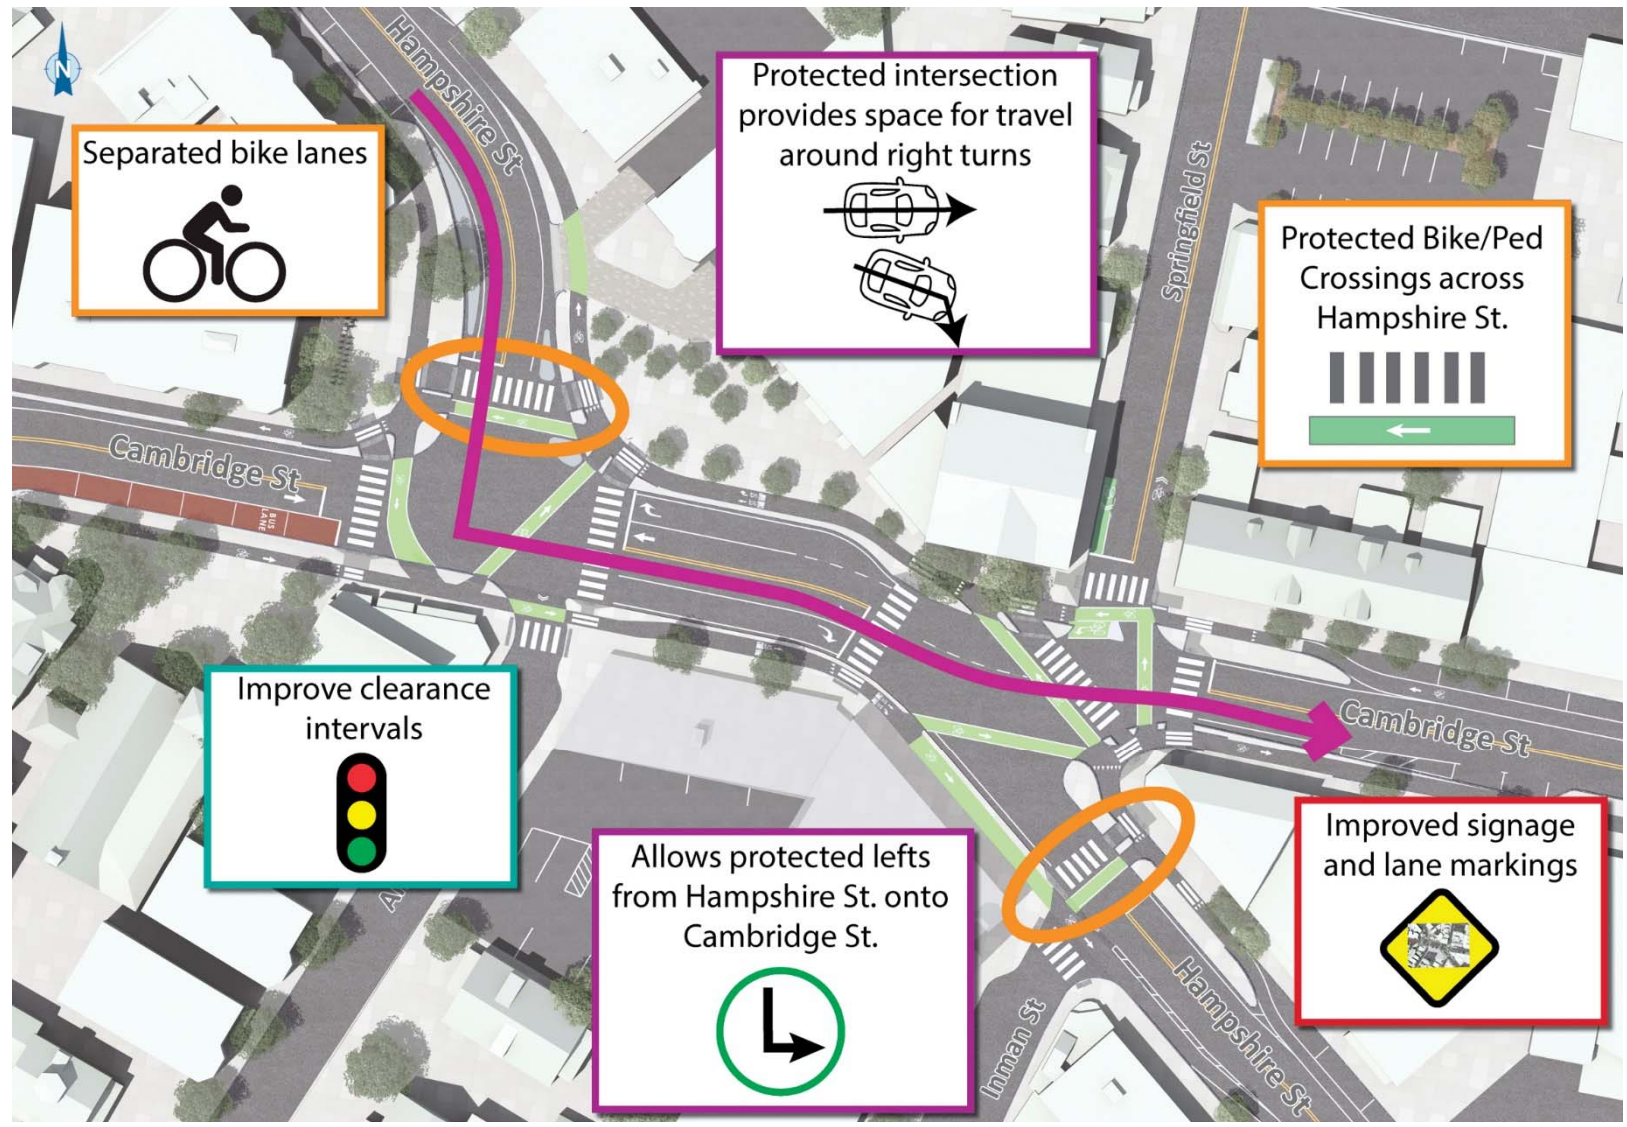 N
Hampshire St
Separated bike lanes
Protected intersection
provides space for travel
around right turns
Springfield St
Protected Bike/Ped
Crossings across
Hampshire St.
Cambridge St
BUS
LANE
Improve clearance
intervals
Allows protected lefts
from Hampshire St. onto
Cambridge St.
Cambridge St
Improved signage
and lane markings
Inman St
Hampshire St